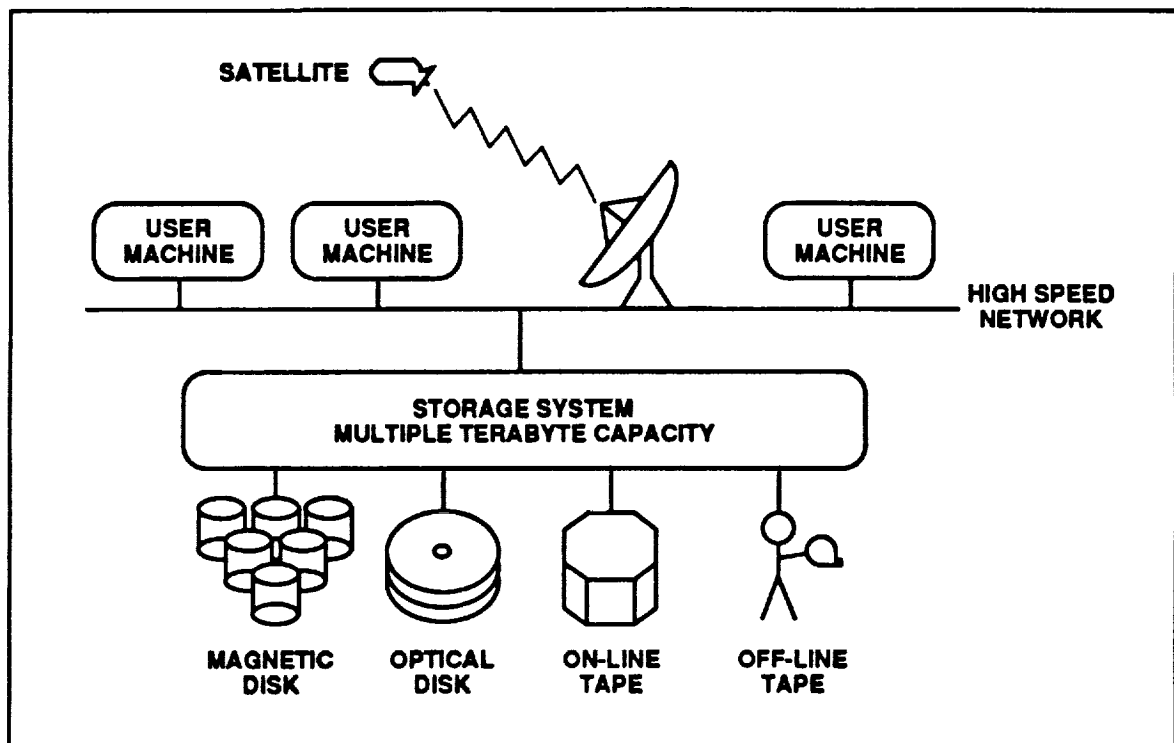 SATELLITE
USER
MACHINE
USER
MACHINE
USER
MACHINE
HIGH SPEED
NETWORK
STORAGE SYSTEM
MULTIPLE TERABYTE CAPACITY
MAGNETIC
DISK
OPTICAL
DISK
ON-LINE
TAPE
OFF-LINE
TAPE